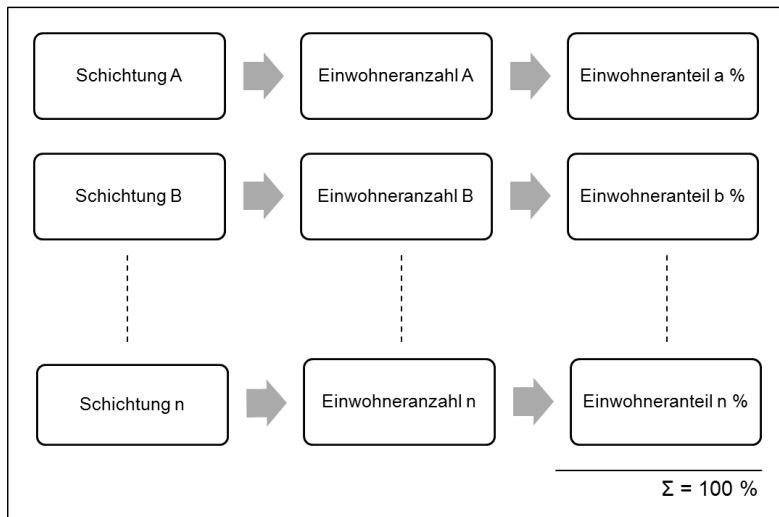 Schichtung A
Einwohneranzahl A
Einwohneranteil a %
Schichtung B
Einwohneranzahl B
Einwohneranteil b %
Schichtung n
Einwohneranzahl n
Einwohneranteil n %
Σ = 100 %